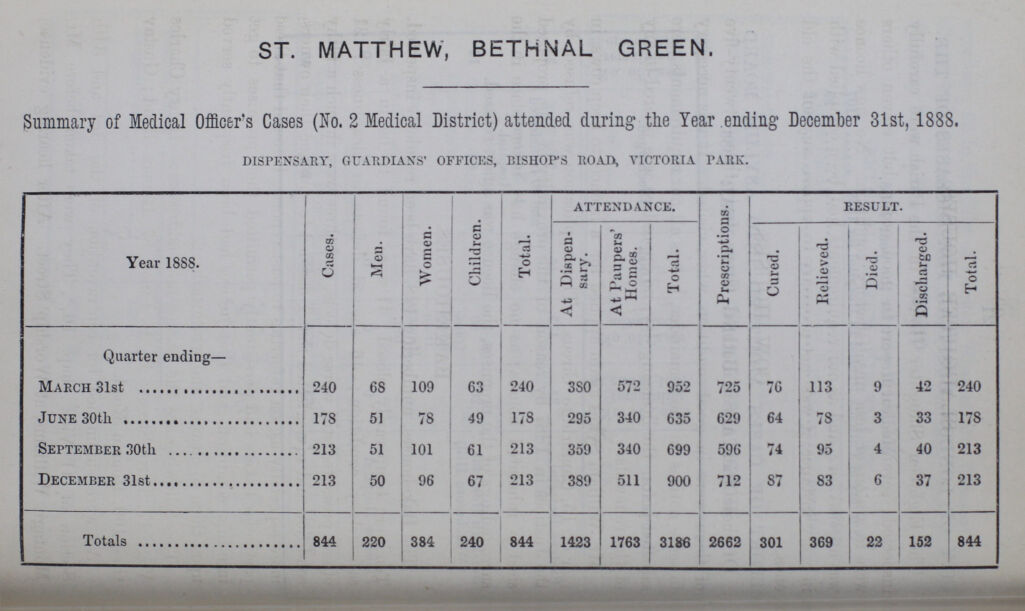 ST. MATTHEW, BETHNAL GREEN.
Summary of Medical Officer's Cases (No. 2 Medical District) attended during the Year ending December 31st, 1888.
DISPENSARY, GUARDIANS' OFFICES, BISHOP'S ROAD, VICTORIA PARK.
Year 1888. Cases. Men. Women. Children. Total. ATTENDANCE. At Dispen-sary. At Paupers' Homes. Total. Prescriptions. RESULT. Cured. Relieved. Died. Discharged. Total.
Quarter ending—
MARCH 31st 240 68 109 63 240 380 572 952 725 76 113 9 42 240
JUNE 30th 178 51 78 49 178 295 340 635 629 64 78 3 33 178
SEPTEMBER 30th 213 51 101 61 213 359 340 699 596 74 95 4 40 213
DECEMBER 31st 213 50 96 67 213 389 511 900 712 87 83 6 37 213
Totals 844 220 384 240 844 1423 1763 3186 2662 301 369 22 152 844